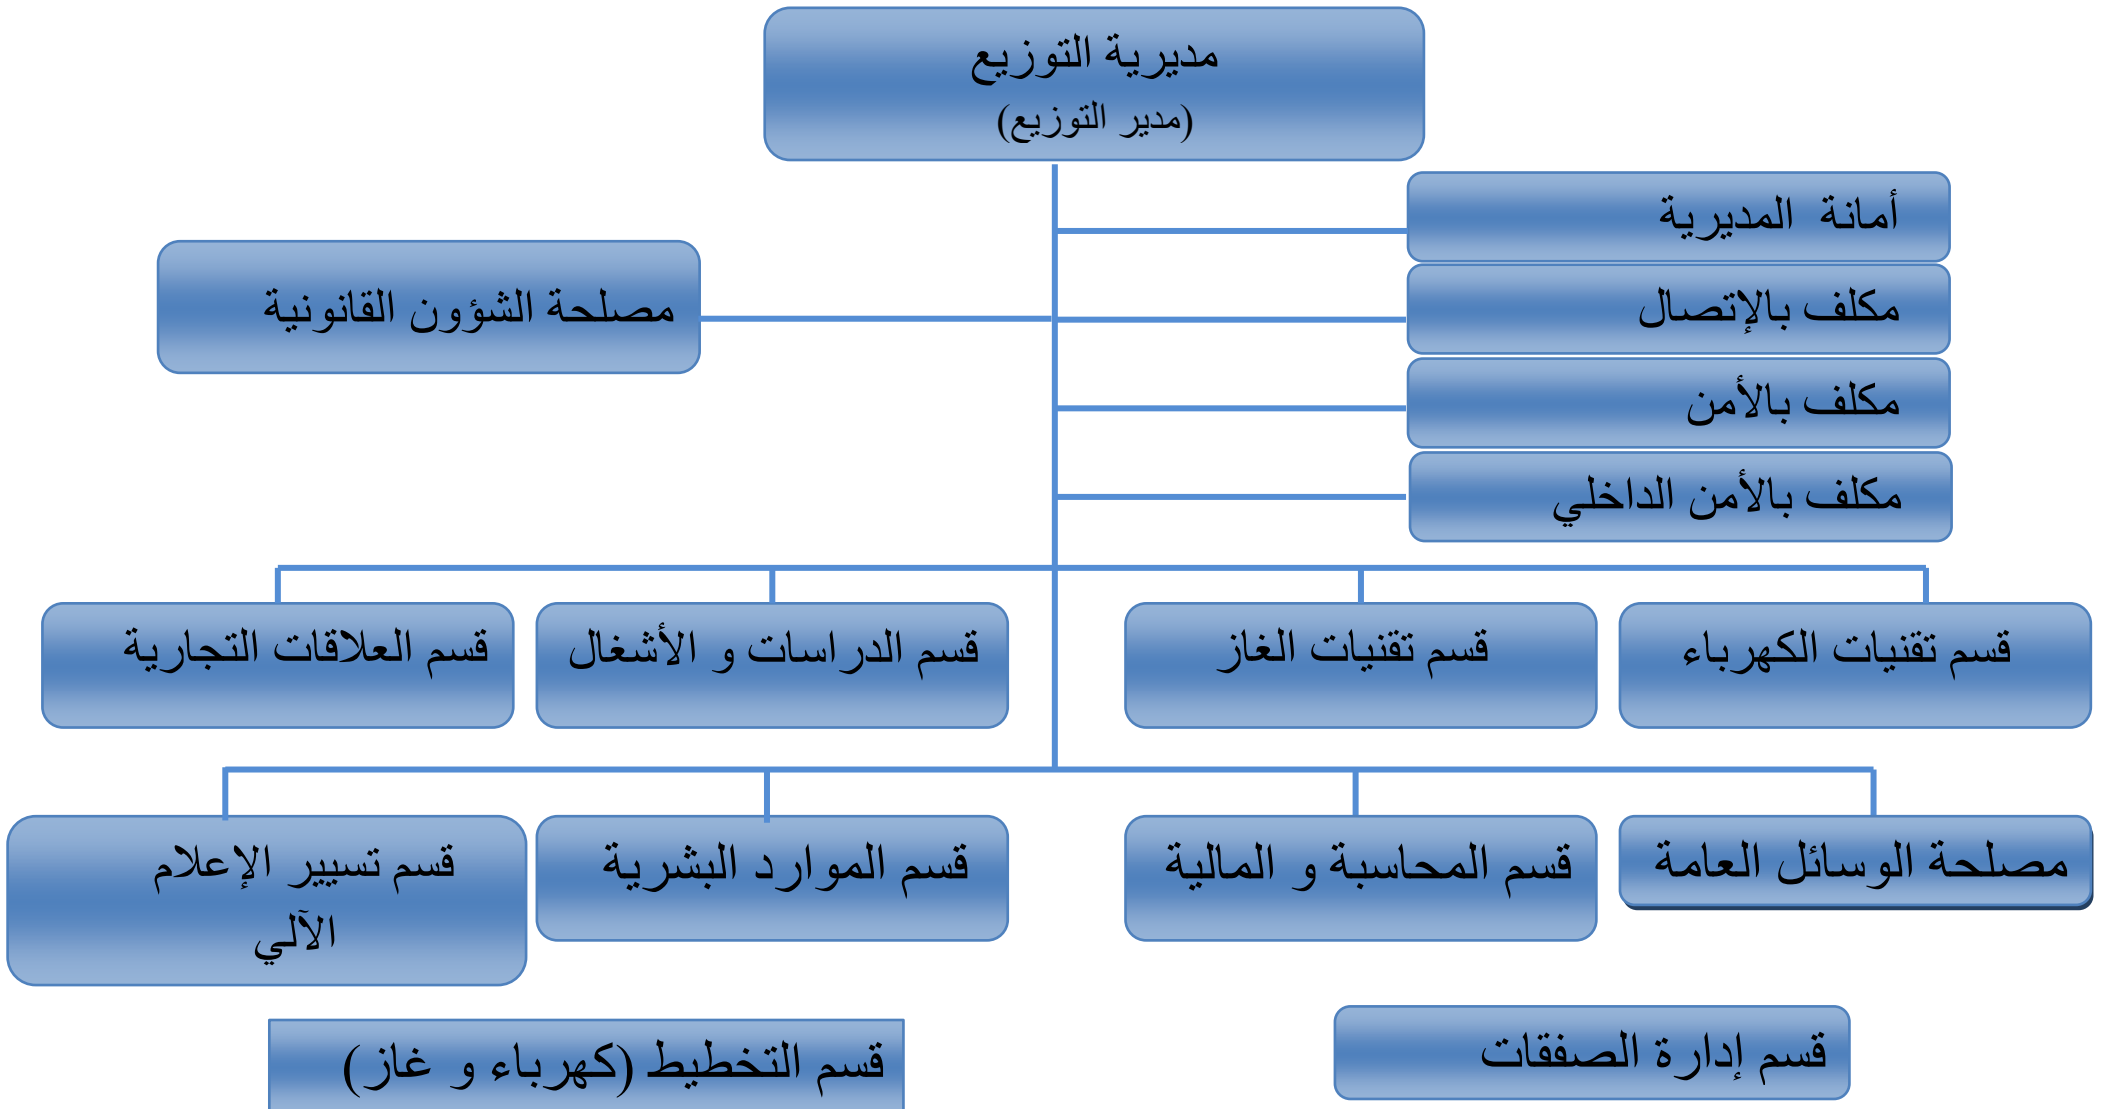 مديرية التوزيع
(مدير التوزيع)
أمانة المديرية
مصلحة الشؤون القانونية
مكلف بالإتصال
مكلف بالأمن
مكلف بالأمن الداخلي
قسم تقنيات الكهرباء
قسم تقنيات الغاز
قسم الدراسات و الأشغال
قسم العلاقات التجارية
مصلحة الوسائل العامة
قسم المحاسبة و المالية
قسم الموارد البشرية
قسم تسيير الإعلام
الآلي
قسم إدارة الصفقات
قسم التخطيط (كهرباء و غاز)